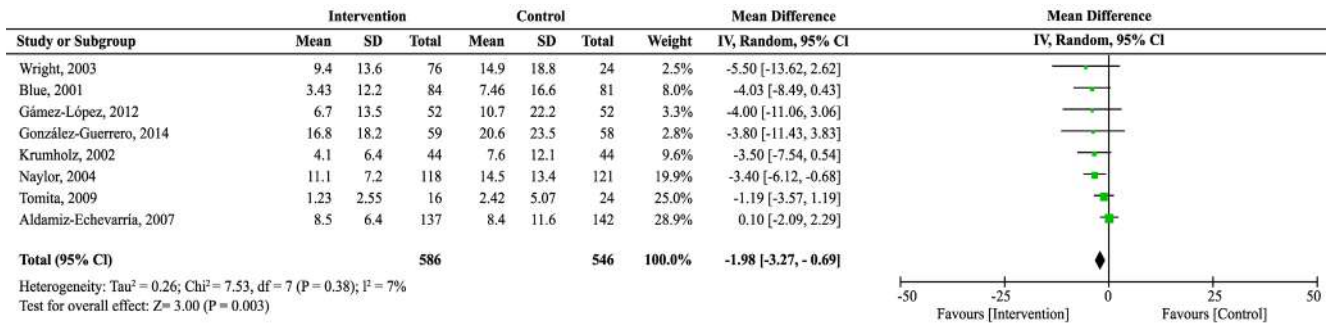 Intervention Control Mean Difference Mean Difference
Study or Subgroup Mean SD Total Mean SD Total Weight IV, Random, 95% CI IV, Random, 95% CI
Wright, 2003 9.4 13.6 76 14.9 18.8 24 2.5% -5.50 [-13.62, 2.62]
Blue, 2001 3.43 12.2 84 7.46 16.6 81 8.0% -4.03 [-8.49, 0.43]
Gámez-López, 2012 6.7 13.5 52 10.7 22.2 52 3.3% -4.00 [-11.06, 3.06]
González-Guerrero, 2014 16.8 18.2 59 20.6 23.5 58 2.8% -3.80 [-11.43, 3.83]
Krumholz, 2002 4.1 6.4 44 7.6 12.1 44 9.6% -3.50 [-7.54, 0.54]
Naylor, 2004 11.1 7.2 118 14.5 13.4 121 19.9% -3.40 [-6.12, -0.68]
Tomita, 2009 1.23 2.55 16 2.42 5.07 24 25.0% -1.19 [-3.57, 1.19]
Aldamiz-Echevarría, 2007 8.5 6.4 137 8.4 11.6 142 28.9% 0.10 [-2.09, 2.29]
Total (95% CI) 586 546 100.0% -1.98 [-3.27, - 0.69]
Heterogeneity: Tau² = 0.26; Chi² = 7.53, df = 7 (P = 0.38); I² = 7%
Test for overall effect: Z= 3.00 (P = 0.003)
-50 -25 0 25 50
Favours [Intervention] Favours [Control]